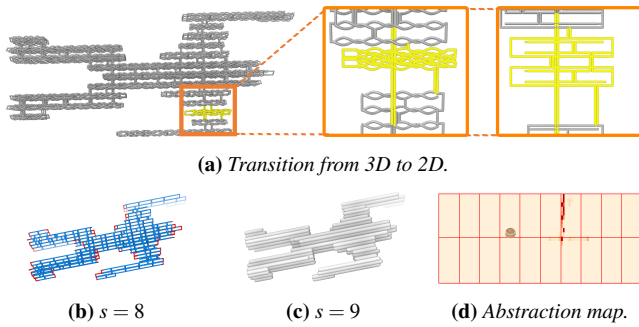 (a) Transition from 3D to 2D.
(b) s = 8
(c) s = 9
(d) Abstraction map.